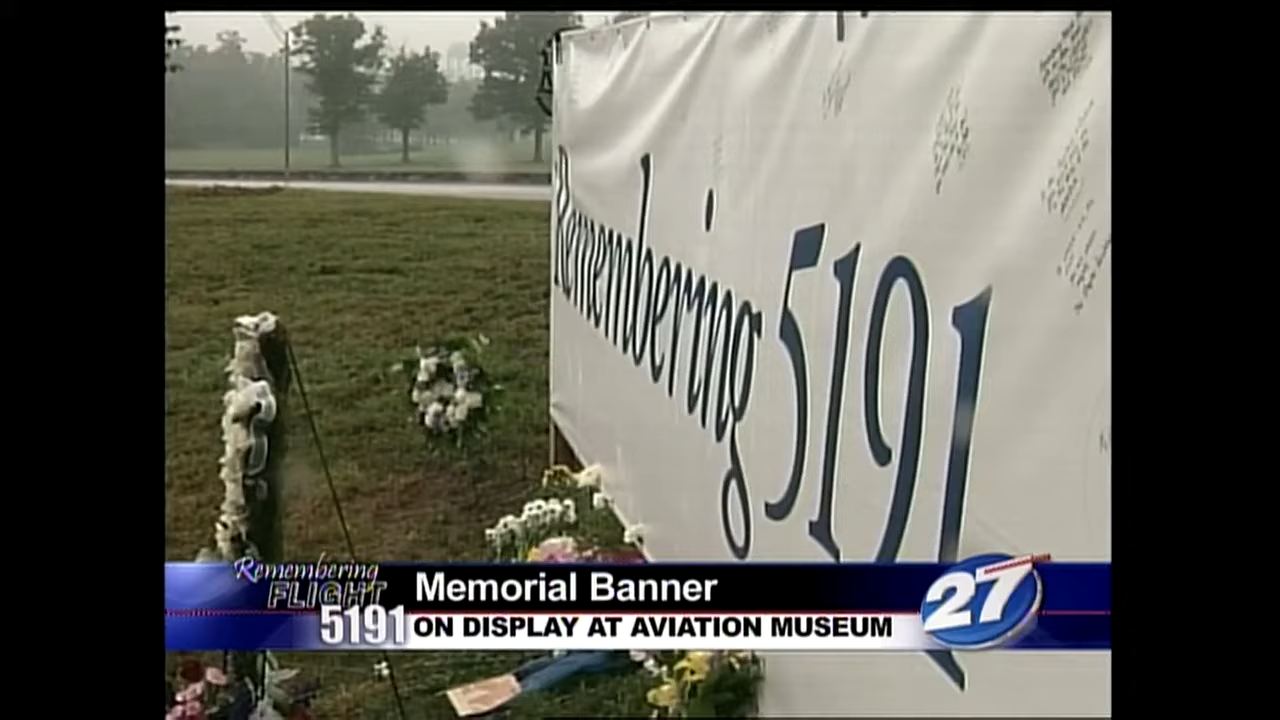 Remembering 5191
Remembering
FLIGHT
5191
Memorial Banner
ON DISPLAY AT AVIATION MUSEUM
27